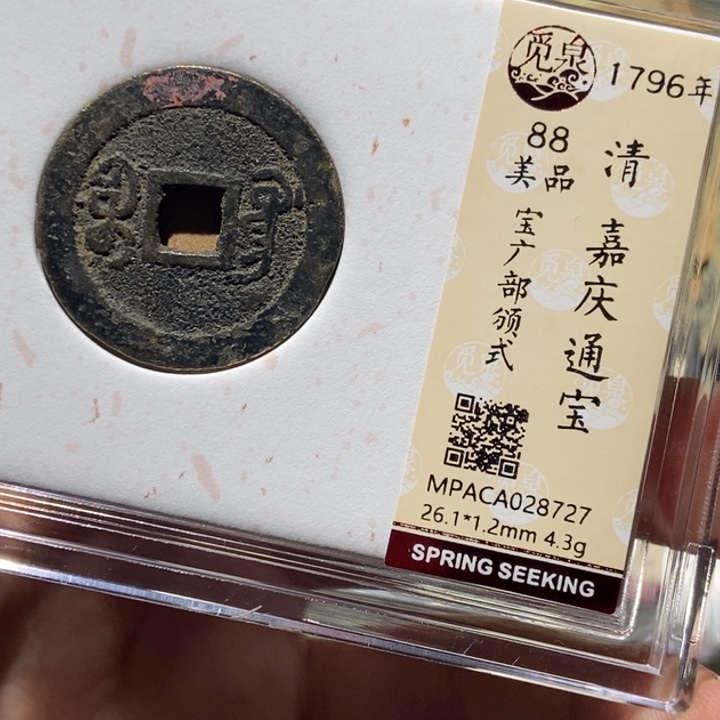 觅泉
1796年
88
美品
清 嘉庆通宝
宝广部颁式
MPACA028727
26.1*1.2mm 4.3g
SPRING SEEKING